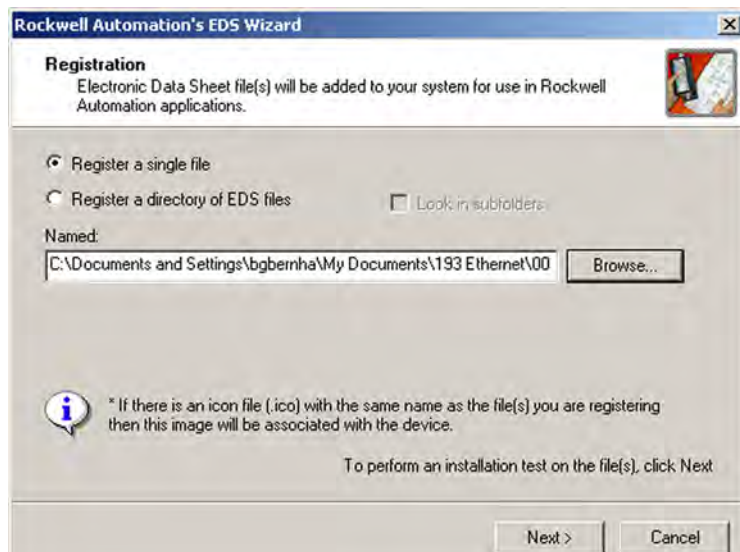 Rockwell Automation's EDS Wizard
Registration
Electronic Data Sheet file(s) will be added to your system for use in Rockwell
Automation applications.
Register a single file
Register a directory of EDS files
Look in subfolders
Named:
C:\Documents and Settings\bgbernha\My Documents\193 Ethernet\00
Browse...
* If there is an icon file (.ico) with the same name as the file(s) you are registering
then this image will be associated with the device.
To perform an installation test on the file(s), click Next
Next >
Cancel